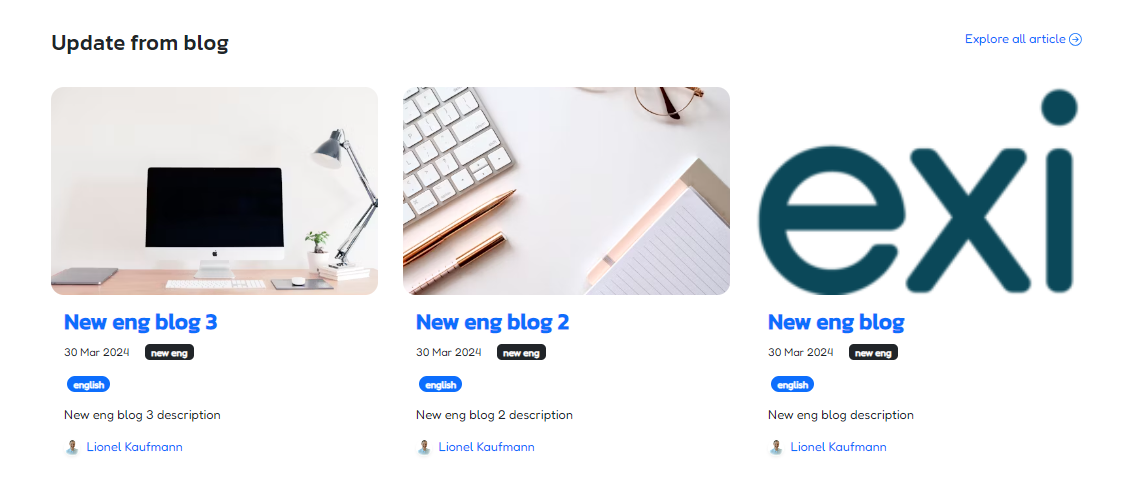 Update from blog
Explore all article
exi
New eng blog 3
30 Mar 2024 new eng
english
New eng blog 3 description
Lionel Kaufmann
New eng blog 2
30 Mar 2024 new eng
english
New eng blog 2 description
Lionel Kaufmann
New eng blog
30 Mar 2024 new eng
english
New eng blog description
Lionel Kaufmann